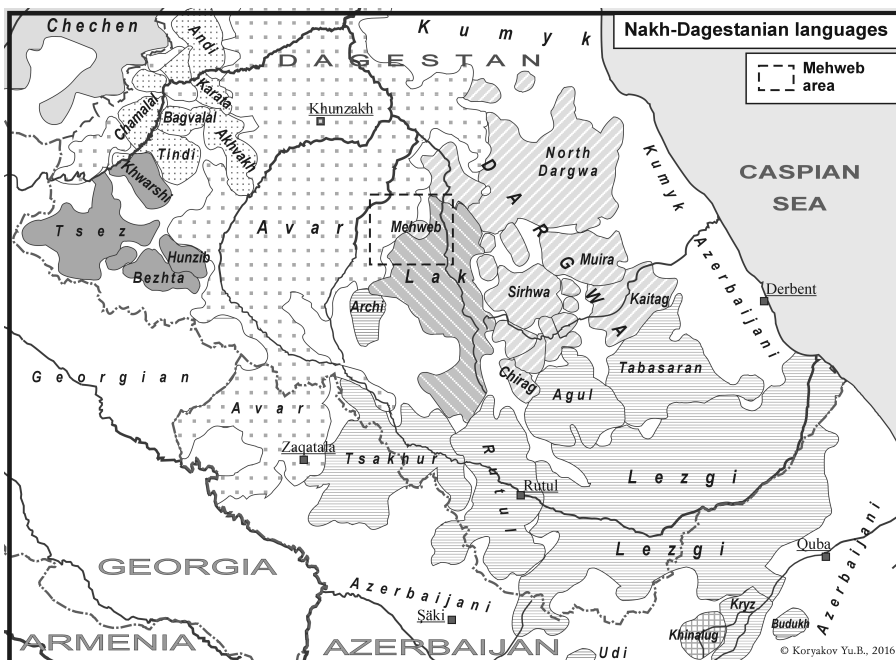 Nakh-Dagestanian languages
Mehweb
area
Chechen
Andi
Kumyk
DAGESTAN
Karata
Khunzakh
Chamalal
Bagvalal
Akhvakh
Tindi
Khwarshi
North
Dargwa
DARGWA
Kumyk
CASPIAN
SEA
Tsez
Avar
Mehweb
Hunzib
Bezhta
Lak
Muira
Sirhwa
Kaitag
Azerbaijani
Derbent
Archi
Georgian
Chirag
Agul
Tabasaran
Avar
Zaqatala
Tsakhur
Rutul
Rutul
Lezgi
Lezgi
Quba
GEORGIA
Azerbaijani
Säki
Azerbaijani
Kryz
Khinalug
Budukh
ARMENIA
AZERBAIJAN
Udi
© Koryakov Yu.B., 2016